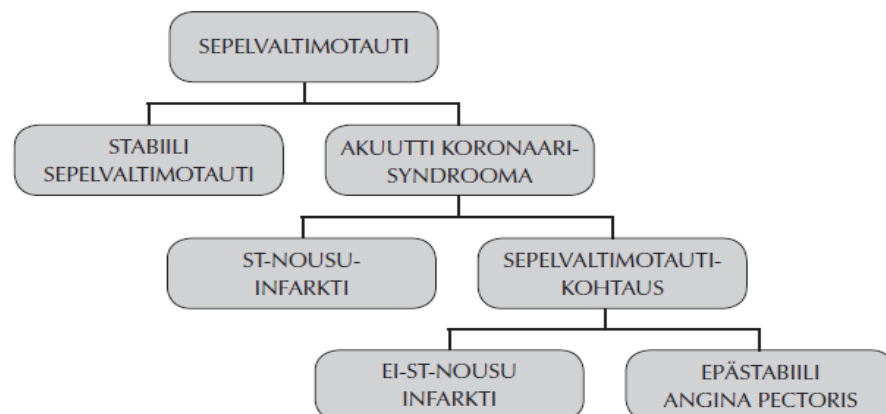 SEPELVALTIMOTAUTI
STABIILI
SEPELVALTIMOTAUTI
AKUUTTI KORONAARI-
SYNDROOMA
ST-NOUSU-
INFARKTI
SEPELVALTIMOTAUTI-
KOHTAUS
EI-ST-NOUSU
INFARKTI
EPÄSTABIILI
ANGINA PECTORIS